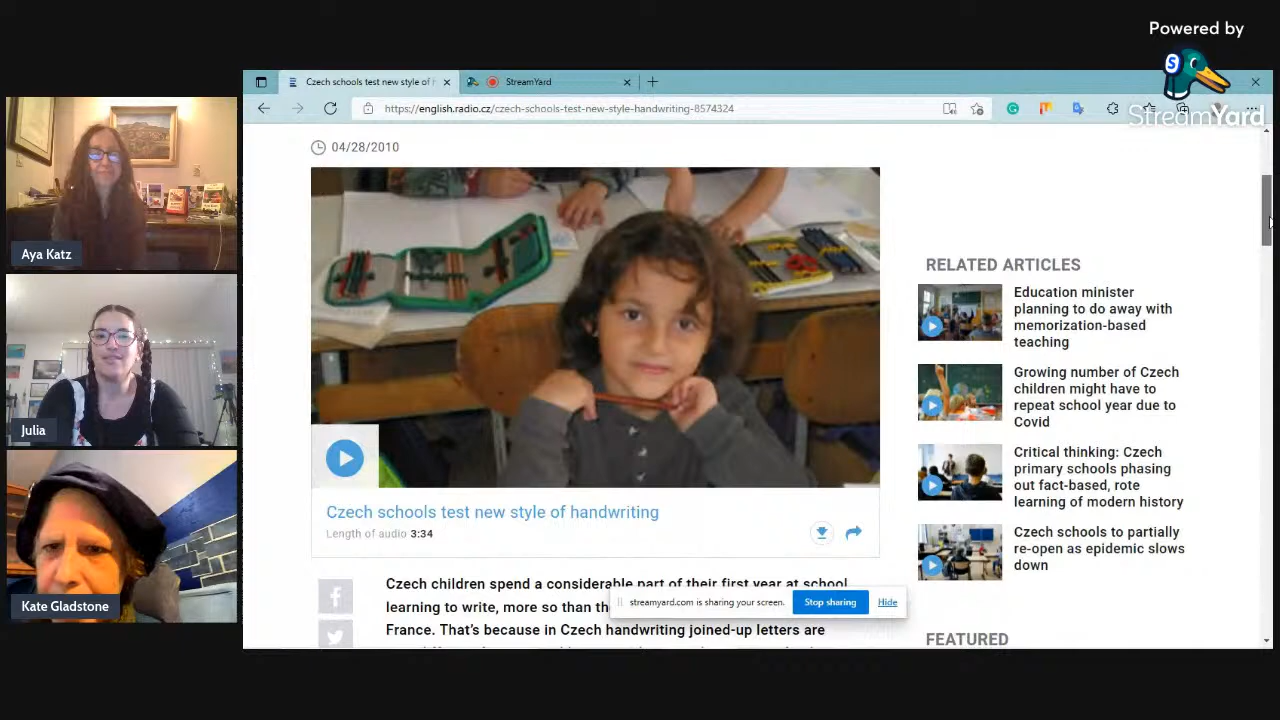 Powered by
StreamYard
Czech schools test new style of h
StreamYard
https://english.radio.cz/czech-schools-test-new-style-handwriting-8574324
04/28/2010
Aya Katz
Julia
Kate Gladstone
Czech schools test new style of handwriting
Length of audio 3:34
Czech children spend a considerable part of their first year at school
learning to write, more so than the
France. That's because in Czech handwriting joined-up letters are
streamyard.com is sharing your screen.
Stop sharing
Hide
RELATED ARTICLES
Education minister
planning to do away with
memorization-based
teaching
Growing number of Czech
children might have to
repeat school year due to
Covid
Critical thinking: Czech
primary schools phasing
out fact-based, rote
learning of modern history
Czech schools to partially
re-open as epidemic slows
down
FEATURED